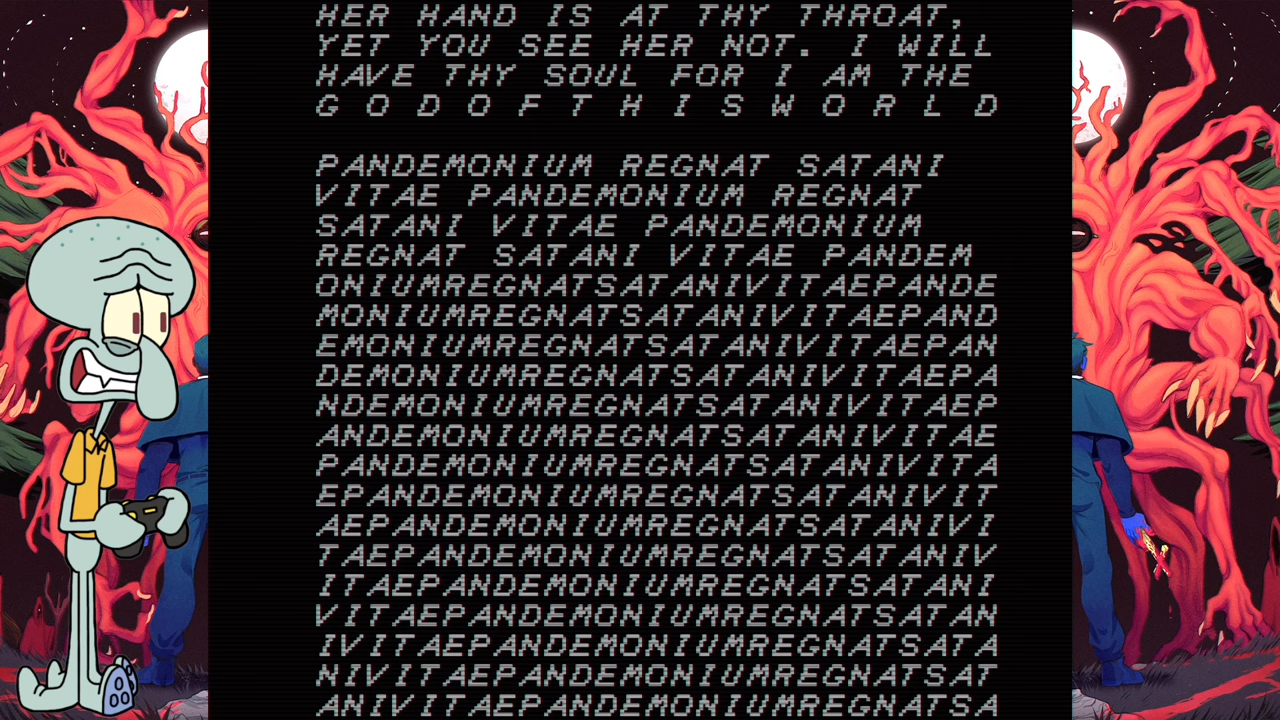 HER HAND IS AT THY THROAT,
YET YOU SEE HER NOT. I WILL
HAVE THY SOUL FOR I AM THE
G O D O F T H I S W O R L D
PANDEMONIUM REGNAT SATANI
VITAE PANDEMONIUM REGNAT
SATANI VITAE PANDEMONIUM
REGNAT SATANI VITAE PANDEM
ONIUMREGNATSATANIVITAEPANDE
MONIUMREGNATSATANIVITAEPAND
EMONIUMREGNATSATANIVITAEPAN
DEMONIUMREGNATSATANIVITAEPA
NDEMONIUMREGNATSATANIVITAEP
ANDEMONIUMREGNATSATANIVITAE
PANDEMONIUMREGNATSATANIVITA
EPANDEMONIUMREGNATSATANIVIT
AEPANDEMONIUMREGNATSATANIVI
TAEPANDEMONIUMREGNATSATANIV
ITAEPANDEMONIUMREGNATSATANI
VITAEPANDEMONIUMREGNATSATAN
IVITAEPANDEMONIUMREGNATSATA
NIVITAEPANDEMONIUMREGNATSAT
ANIVITAEPANDEMONIUMREGNATSA